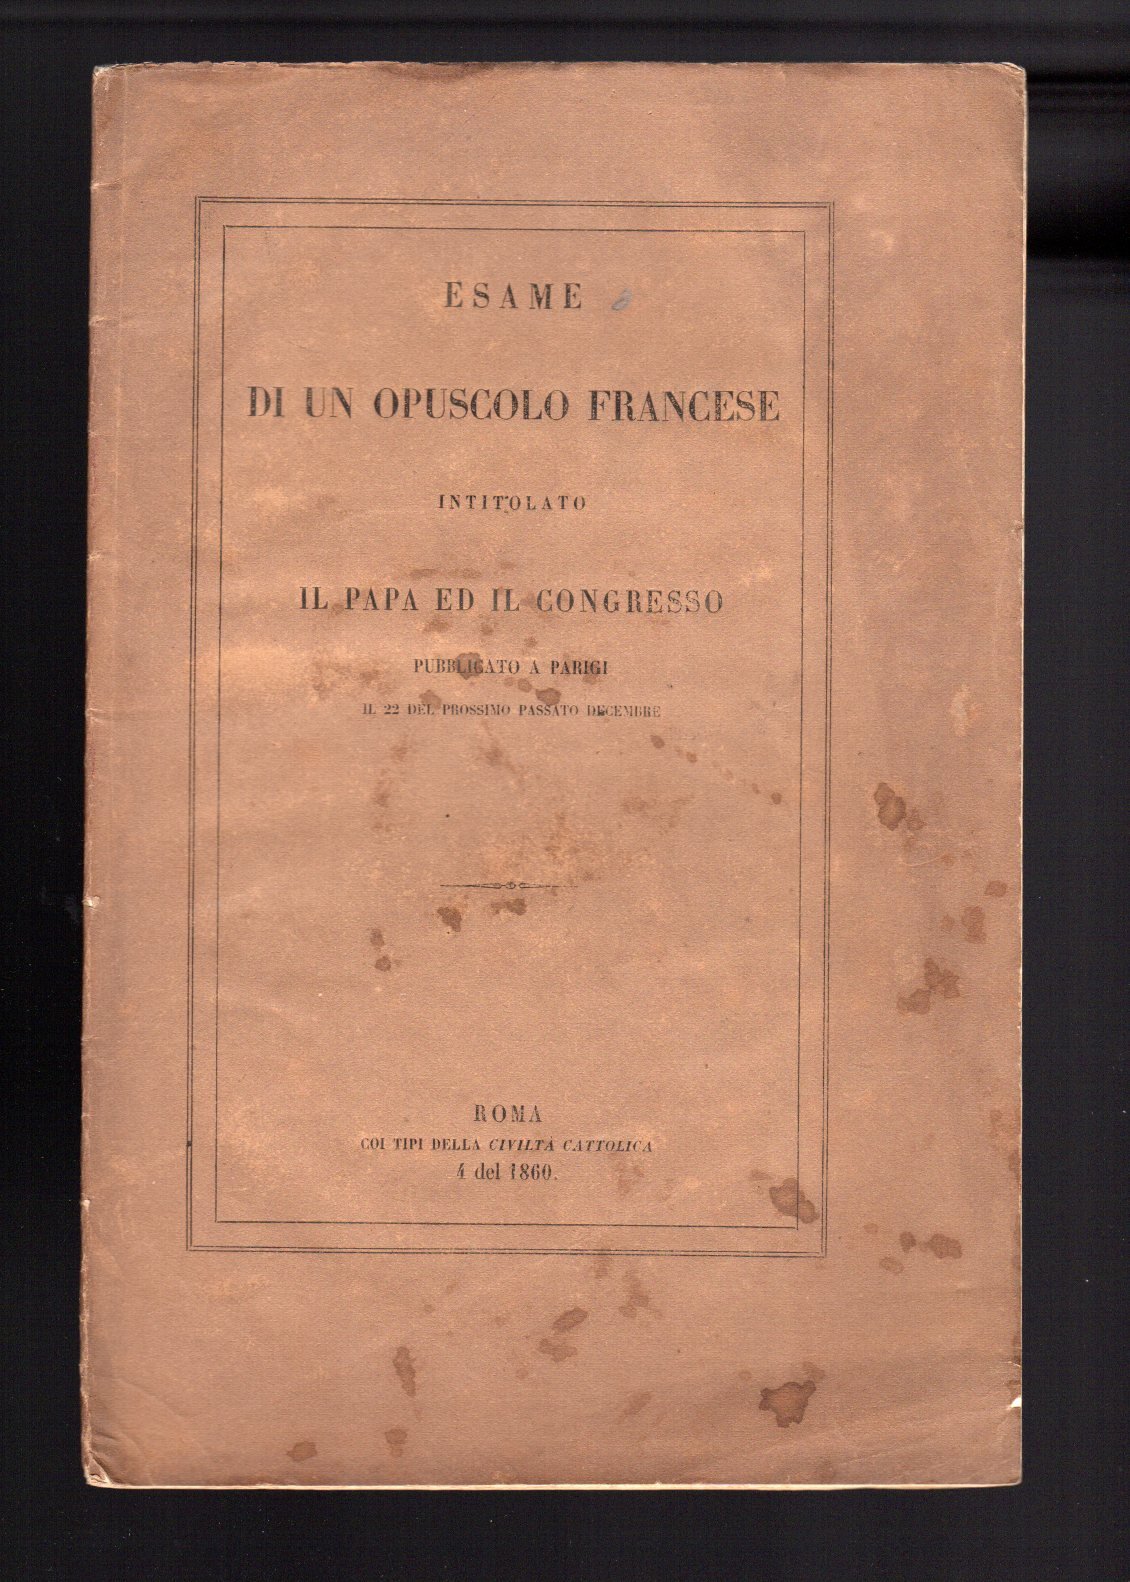 ESAME
DI UN OPUSCOLO FRANCESE
INTITOLATO
IL PAPA ED IL CONGRESSO
PUBBLICATO A PARIGI
IL 22 DEL PROSSIMO PASSATO DECEMBRE
ROMA
COI TIPI DELLA CIVILTÀ CATTOLICA
4 del 1860.